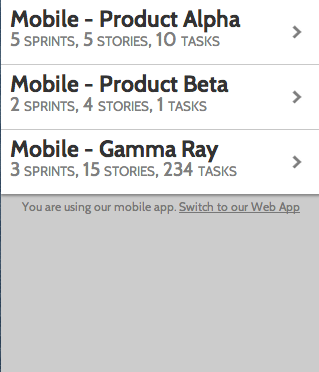 Mobile - Product Alpha
5 SPRINTS, 5 STORIES, 10 TASKS
Mobile - Product Beta
2 SPRINTS, 4 STORIES, 1 TASKS
Mobile - Gamma Ray
3 SPRINTS, 15 STORIES, 234 TASKS
You are using our mobile app. Switch to our Web App